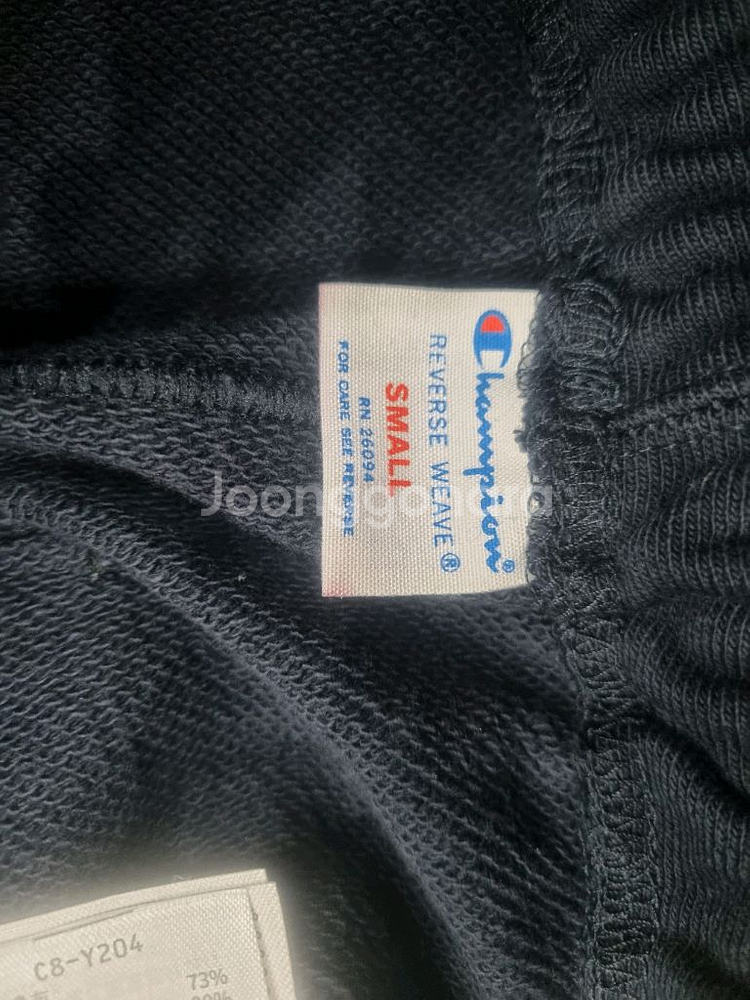 Champion®
REVERSE WEAVE®
SMALL
RN 26094
FOR CARE SEE REVERSE
Joonggonara
C8-Y204
73%